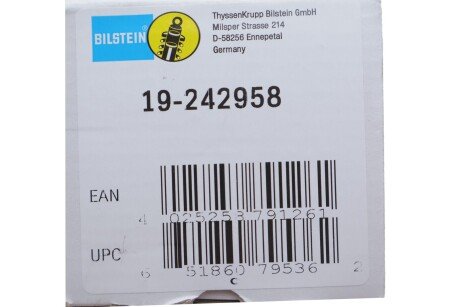 BILSTEIN
ThyssenKrupp Bilstein GmbH
Milsper Strasse 214
D-58256 Ennepetal
Germany
19-242958
EAN
4 025253 791261
UPC
6 51860 79536 2
C